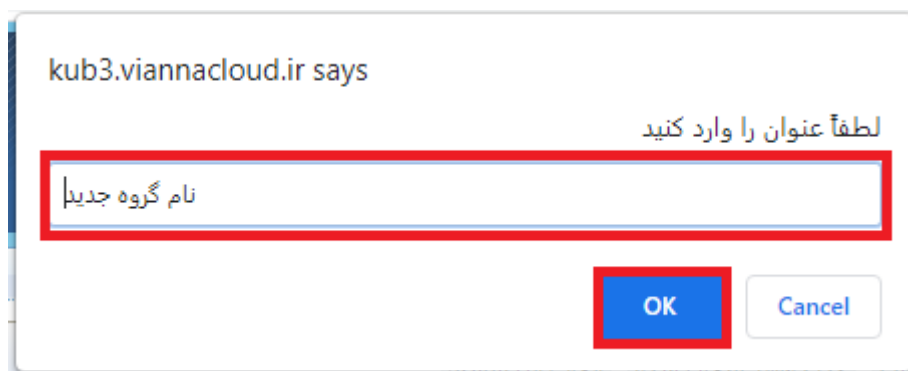 kub3.viannacloud.ir says
لطفاً عنوان را وارد کنید
نام گروه جدید
OK
Cancel